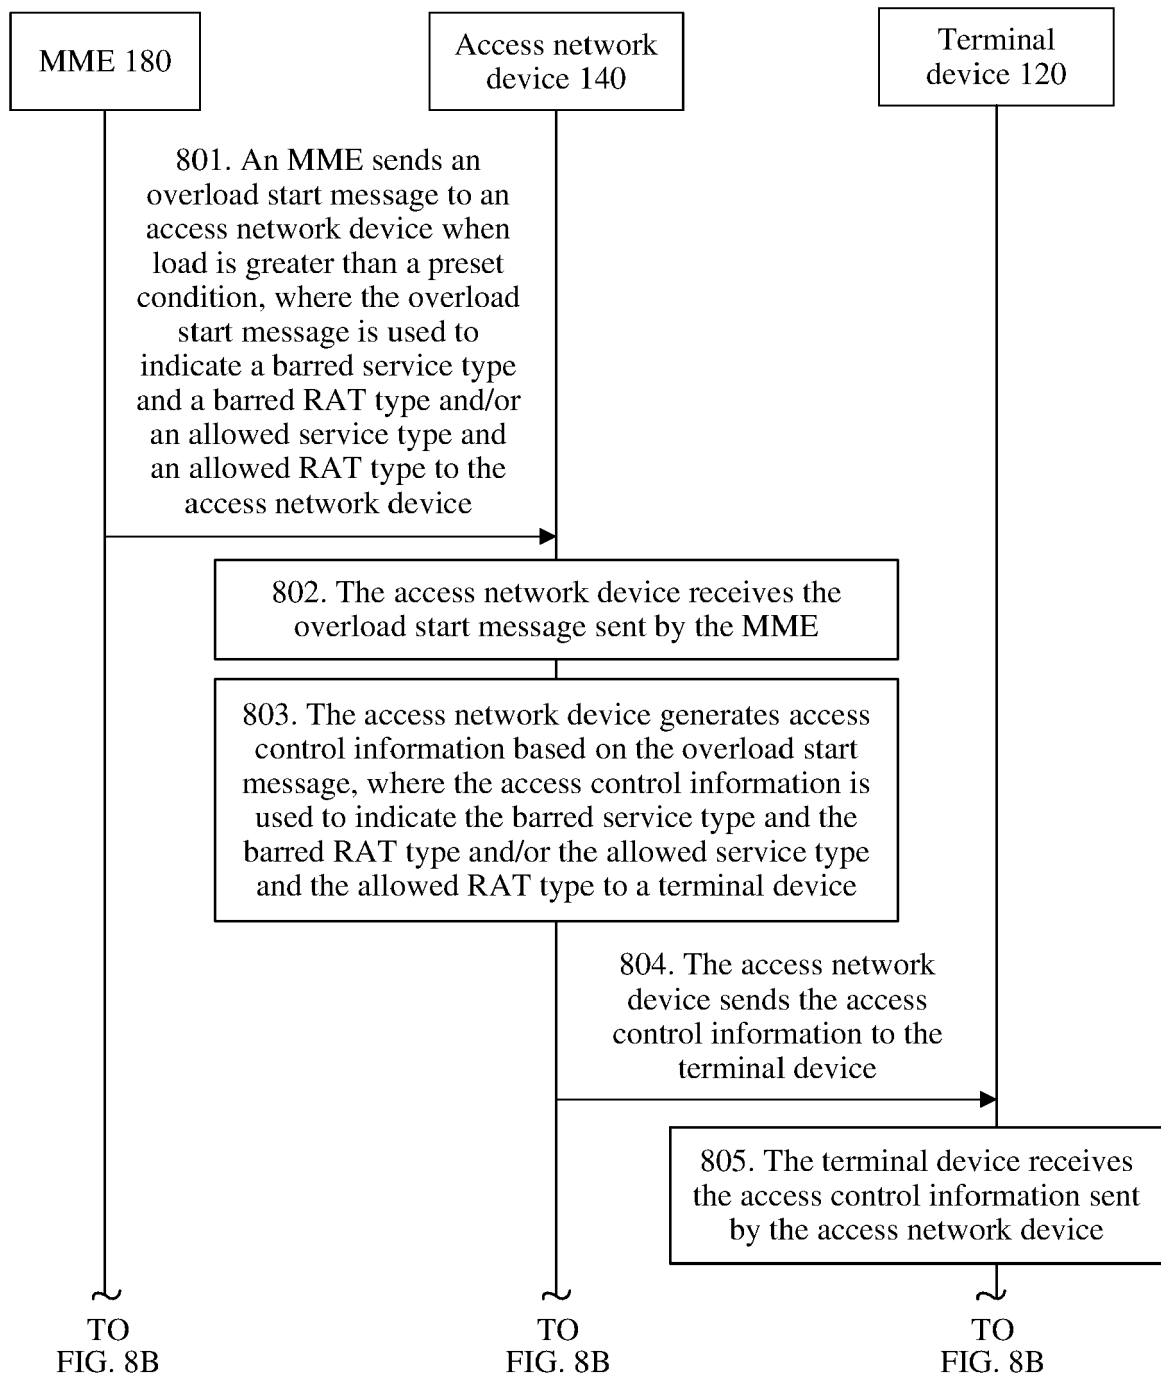 MME 180
Access network
device 140
Terminal
device 120
801. An MME sends an
overload start message to an
access network device when
load is greater than a preset
condition, where the overload
start message is used to
indicate a barred service type
and a barred RAT type and/or
an allowed service type and
an allowed RAT type to the
access network device
802. The access network device receives the
overload start message sent by the MME
803. The access network device generates access
control information based on the overload start
message, where the access control information is
used to indicate the barred service type and the
barred RAT type and/or the allowed service type
and the allowed RAT type to a terminal device
804. The access network
device sends the access
control information to the
terminal device
805. The terminal device receives
the access control information sent
by the access network device
TO
FIG. 8B
TO
FIG. 8B
TO
FIG. 8B